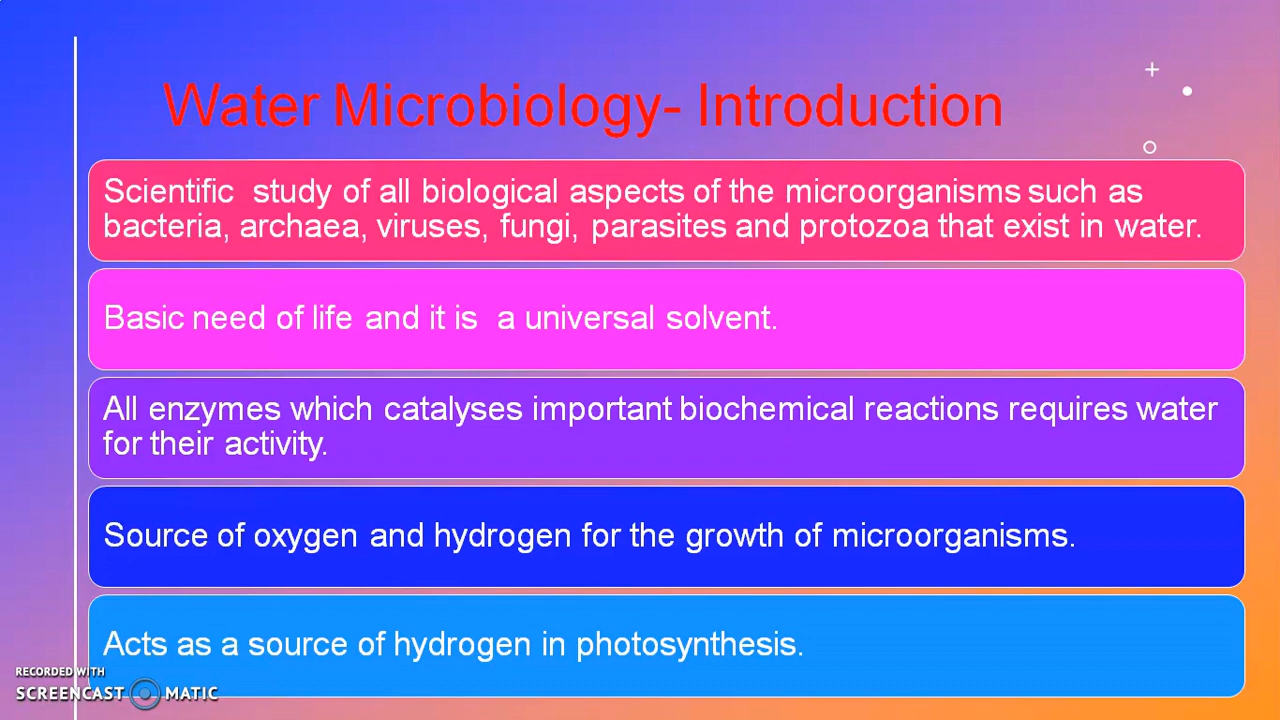 Water Microbiology- Introduction
Scientific study of all biological aspects of the microorganisms such as
bacteria, archaea, viruses, fungi, parasites and protozoa that exist in water.
Basic need of life and it is a universal solvent.
All enzymes which catalyses important biochemical reactions requires water
for their activity.
Source of oxygen and hydrogen for the growth of microorganisms.
Acts as a source of hydrogen in photosynthesis.
RECORDED WITH
SCREENCAST MATIC